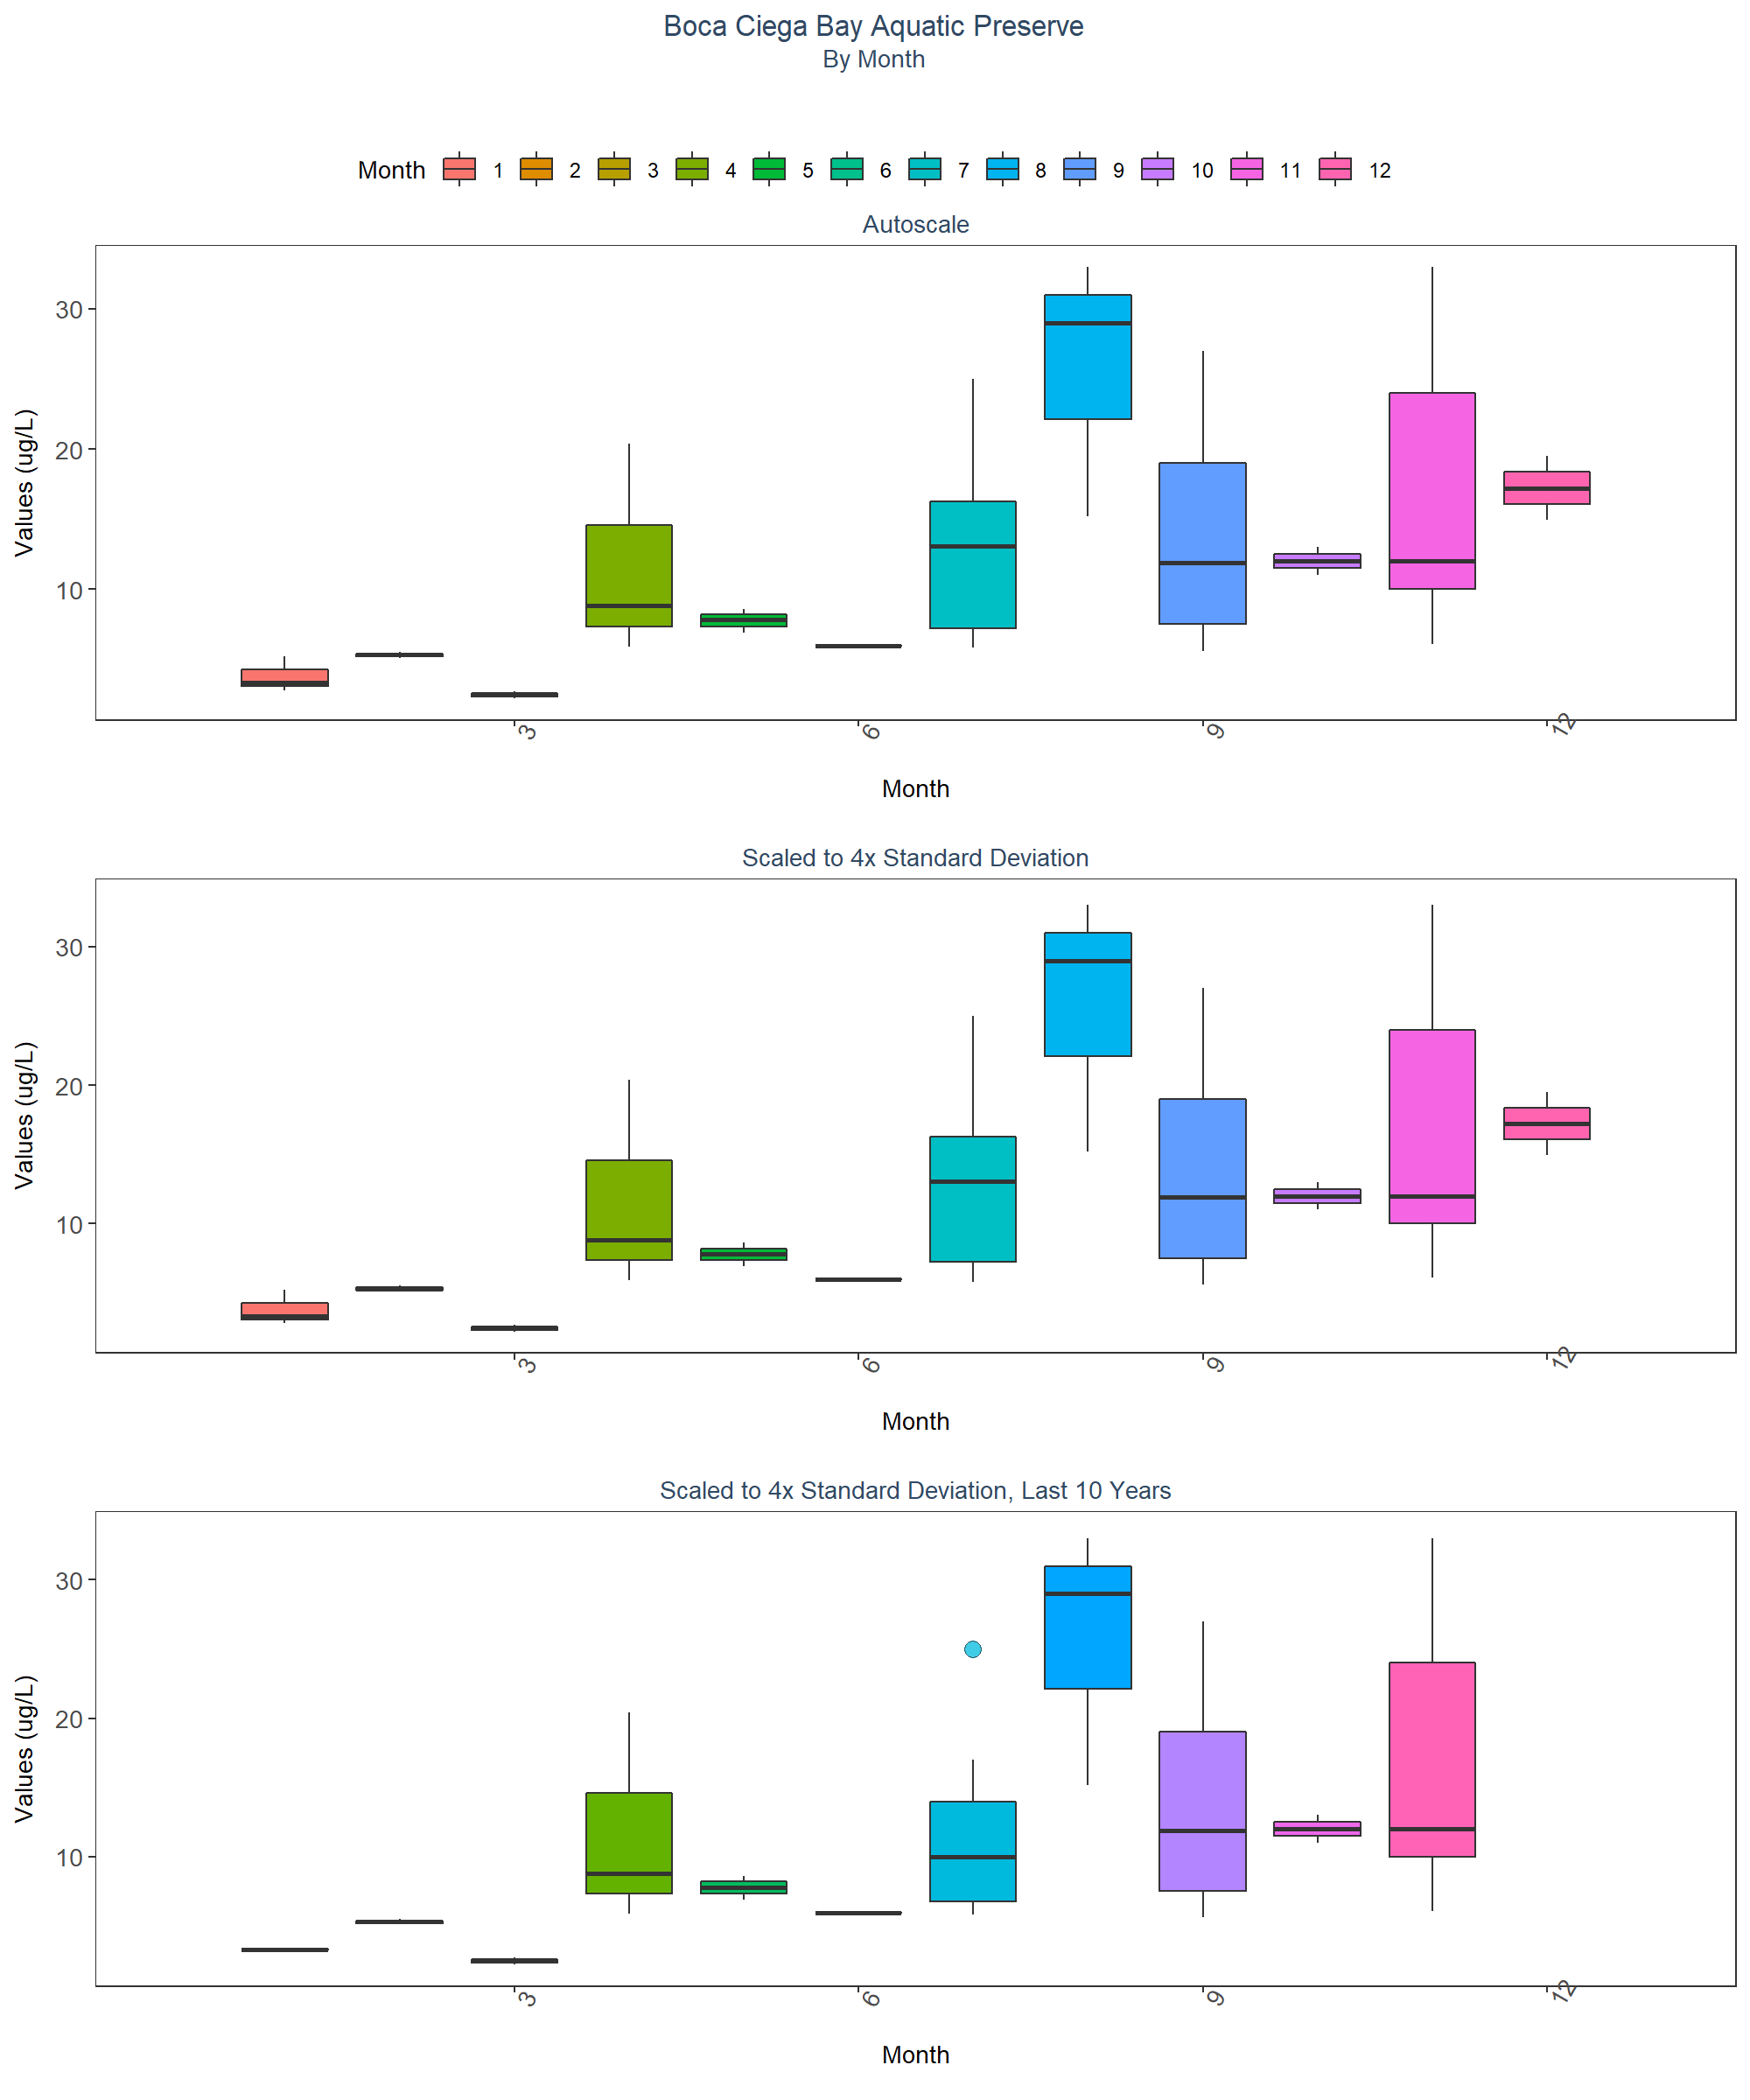 Boca Ciega Bay Aquatic Preserve
By Month
Month 1 2 3 4 5 6 7 8 9 10 11 12
Autoscale
Values (ug/L)
30
20
10
3 6 9 12
Month
Scaled to 4x Standard Deviation
Values (ug/L)
30
20
10
3 6 9 12
Month
Scaled to 4x Standard Deviation, Last 10 Years
Values (ug/L)
30
20
10
3 6 9 12
Month